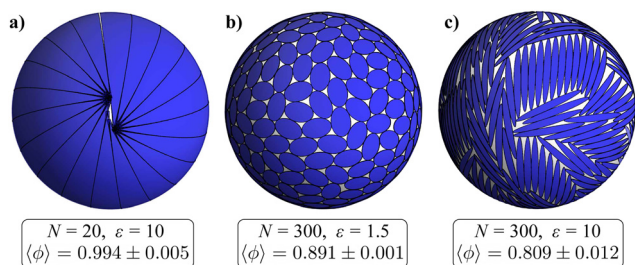 a)
b)
c)
N = 20, ε = 10
⟨ϕ⟩ = 0.994 ± 0.005
N = 300, ε = 1.5
⟨ϕ⟩ = 0.891 ± 0.001
N = 300, ε = 10
⟨ϕ⟩ = 0.809 ± 0.012